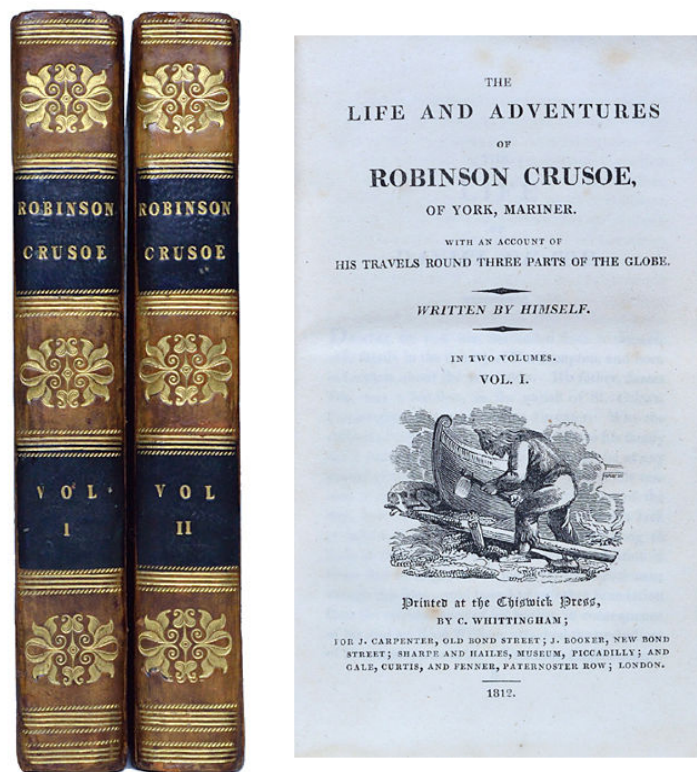 ROBINSON
CRUSOE
VOL
I
ROBINSON
CRUSOE
VOL
II
THE
LIFE AND ADVENTURES
OF
ROBINSON CRUSOE,
OF YORK, MARINER.
WITH AN ACCOUNT OF
HIS TRAVELS ROUND THREE PARTS OF THE GLOBE.
WRITTEN BY HIMSELF.
IN TWO VOLUMES.
VOL. I.
Printed at the Chiswick Press,
BY C. WHITTINGHAM;
FOR J. CARPENTER, OLD BOND STREET; J. BOOKER, NEW BOND
STREET; SHARPE AND HAILES, MUSEUM, PICCADILLY; AND
GALE, CURTIS, AND FENNER, PATERNOSTER ROW; LONDON.
1812.